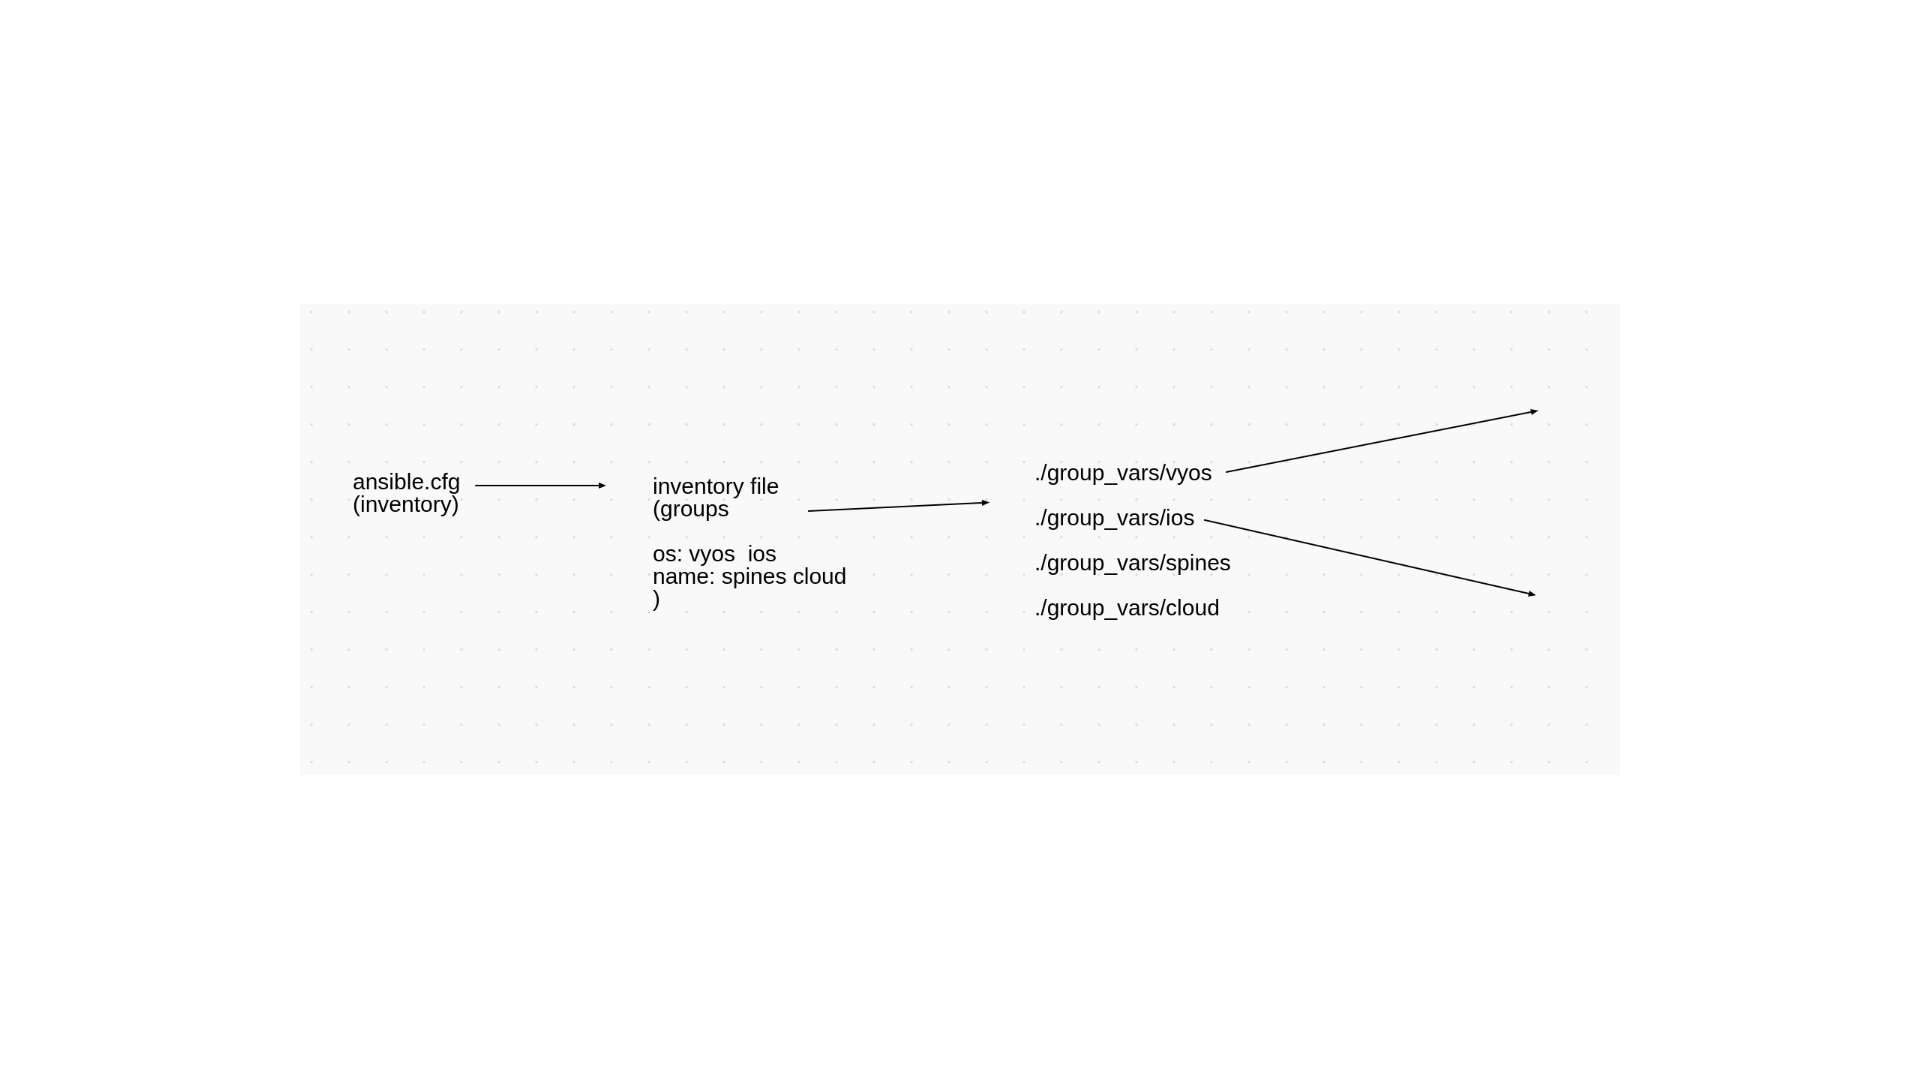 ansible.cfg
(inventory)
inventory file
(groups
os: vyos  ios
name: spines cloud
)
./group_vars/vyos
./group_vars/ios
./group_vars/spines
./group_vars/cloud